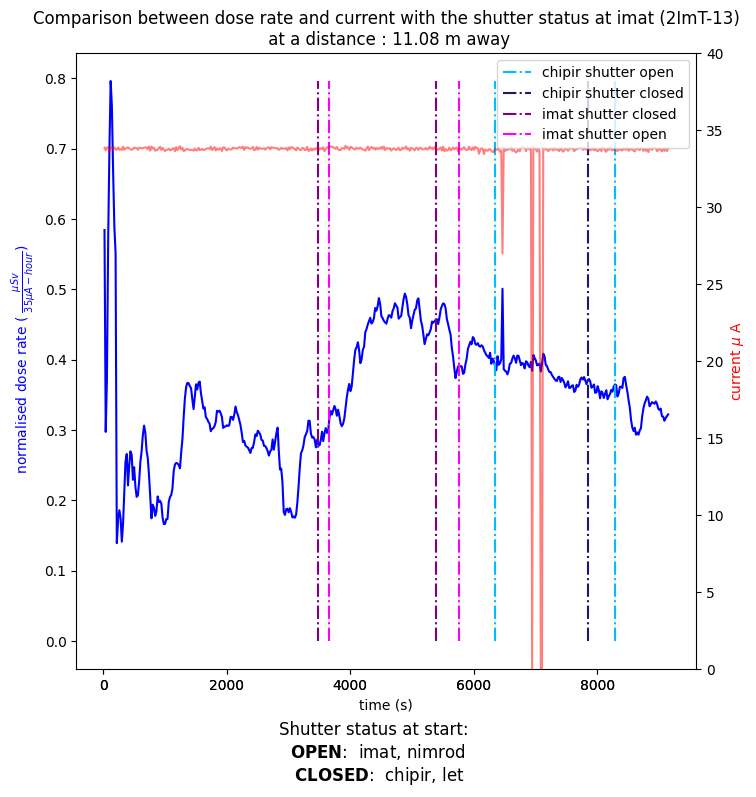 Comparison between dose rate and current with the shutter status at imat (2ImT-13)
at a distance : 11.08 m away
chipir shutter open
chipir shutter closed
imat shutter closed
imat shutter open
normalised dose rate ( μSv / 35μA − hour )
0.8
0.7
0.6
0.5
0.4
0.3
0.2
0.1
0.0
40
35
30
25
20
15
10
5
0
current μ A
0 2000 4000 6000 8000
time (s)
Shutter status at start:
OPEN: imat, nimrod
CLOSED: chipir, let